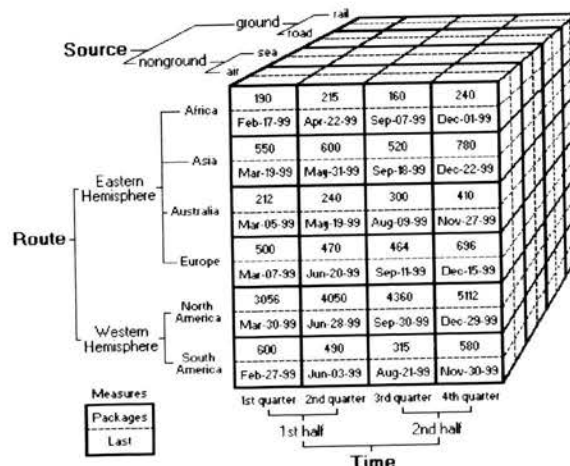 ground
rail
road
Source
nonground
sea
air
Africa
190 215 160 240
Feb-17-99 Apr-22-99 Sep-07-99 Dec-01-99
Asia
550 600 520 780
Mar-19-99 May-31-99 Sep-18-99 Dec-22-99
Eastern
Hemisphere
Australia
212 240 300 410
Mar-05-99 May-19-99 Aug-09-99 Nov-27-99
Route
Europe
500 470 464 696
Mar-07-99 Jun-20-99 Sep-11-99 Dec-15-99
North
America
3056 4050 4360 5112
Mar-30-99 Jun-28-99 Sep-30-99 Dec-29-99
Western
Hemisphere
South
America
600 490 315 580
Feb-27-99 Jun-03-99 Aug-21-99 Nov-30-99
Measures
Packages
Last
1st quarter 2nd quarter 3rd quarter 4th quarter
1st half 2nd half
Time